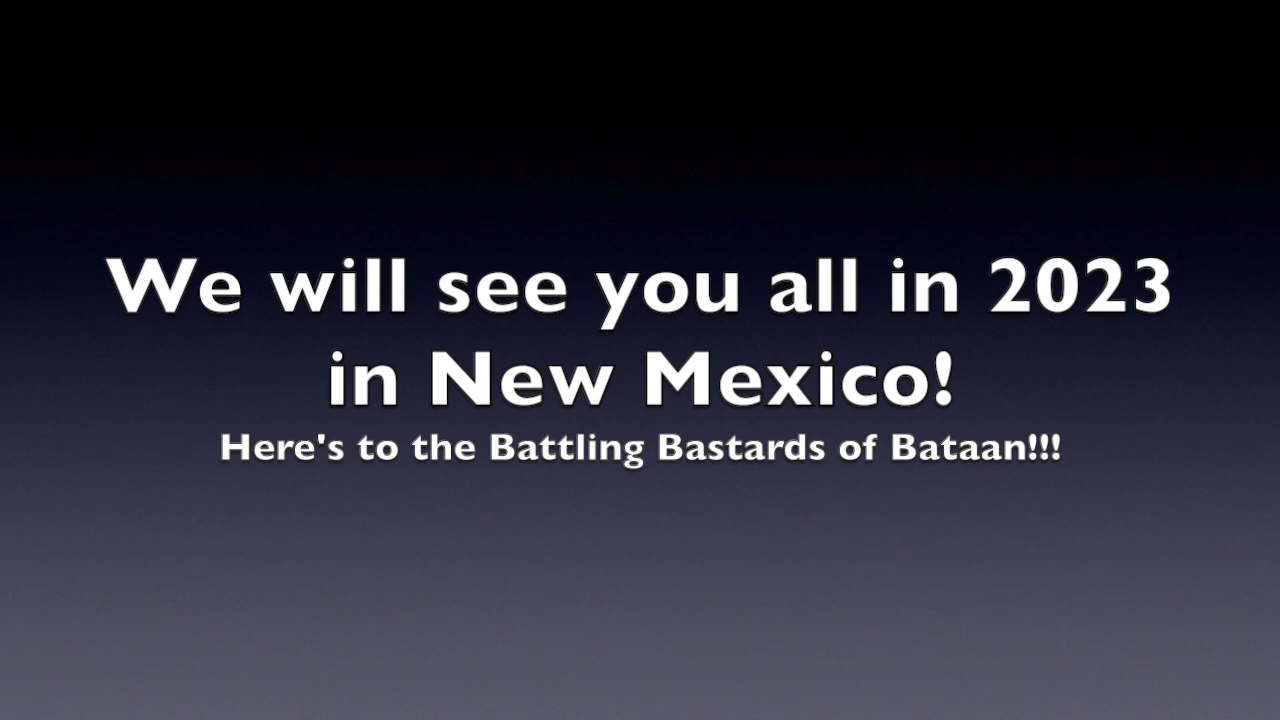 We will see you all in 2023
in New Mexico!
Here's to the Battling Bastards of Bataan!!!